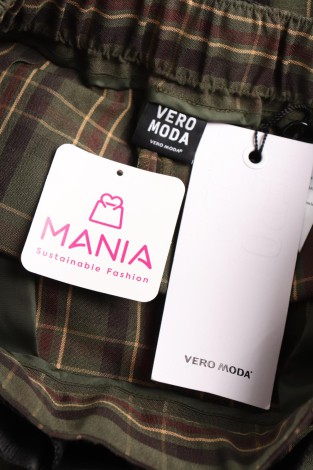 VERO
MODA
VERO MODA
MANIA
Sustainable Fashion
VERO MODA